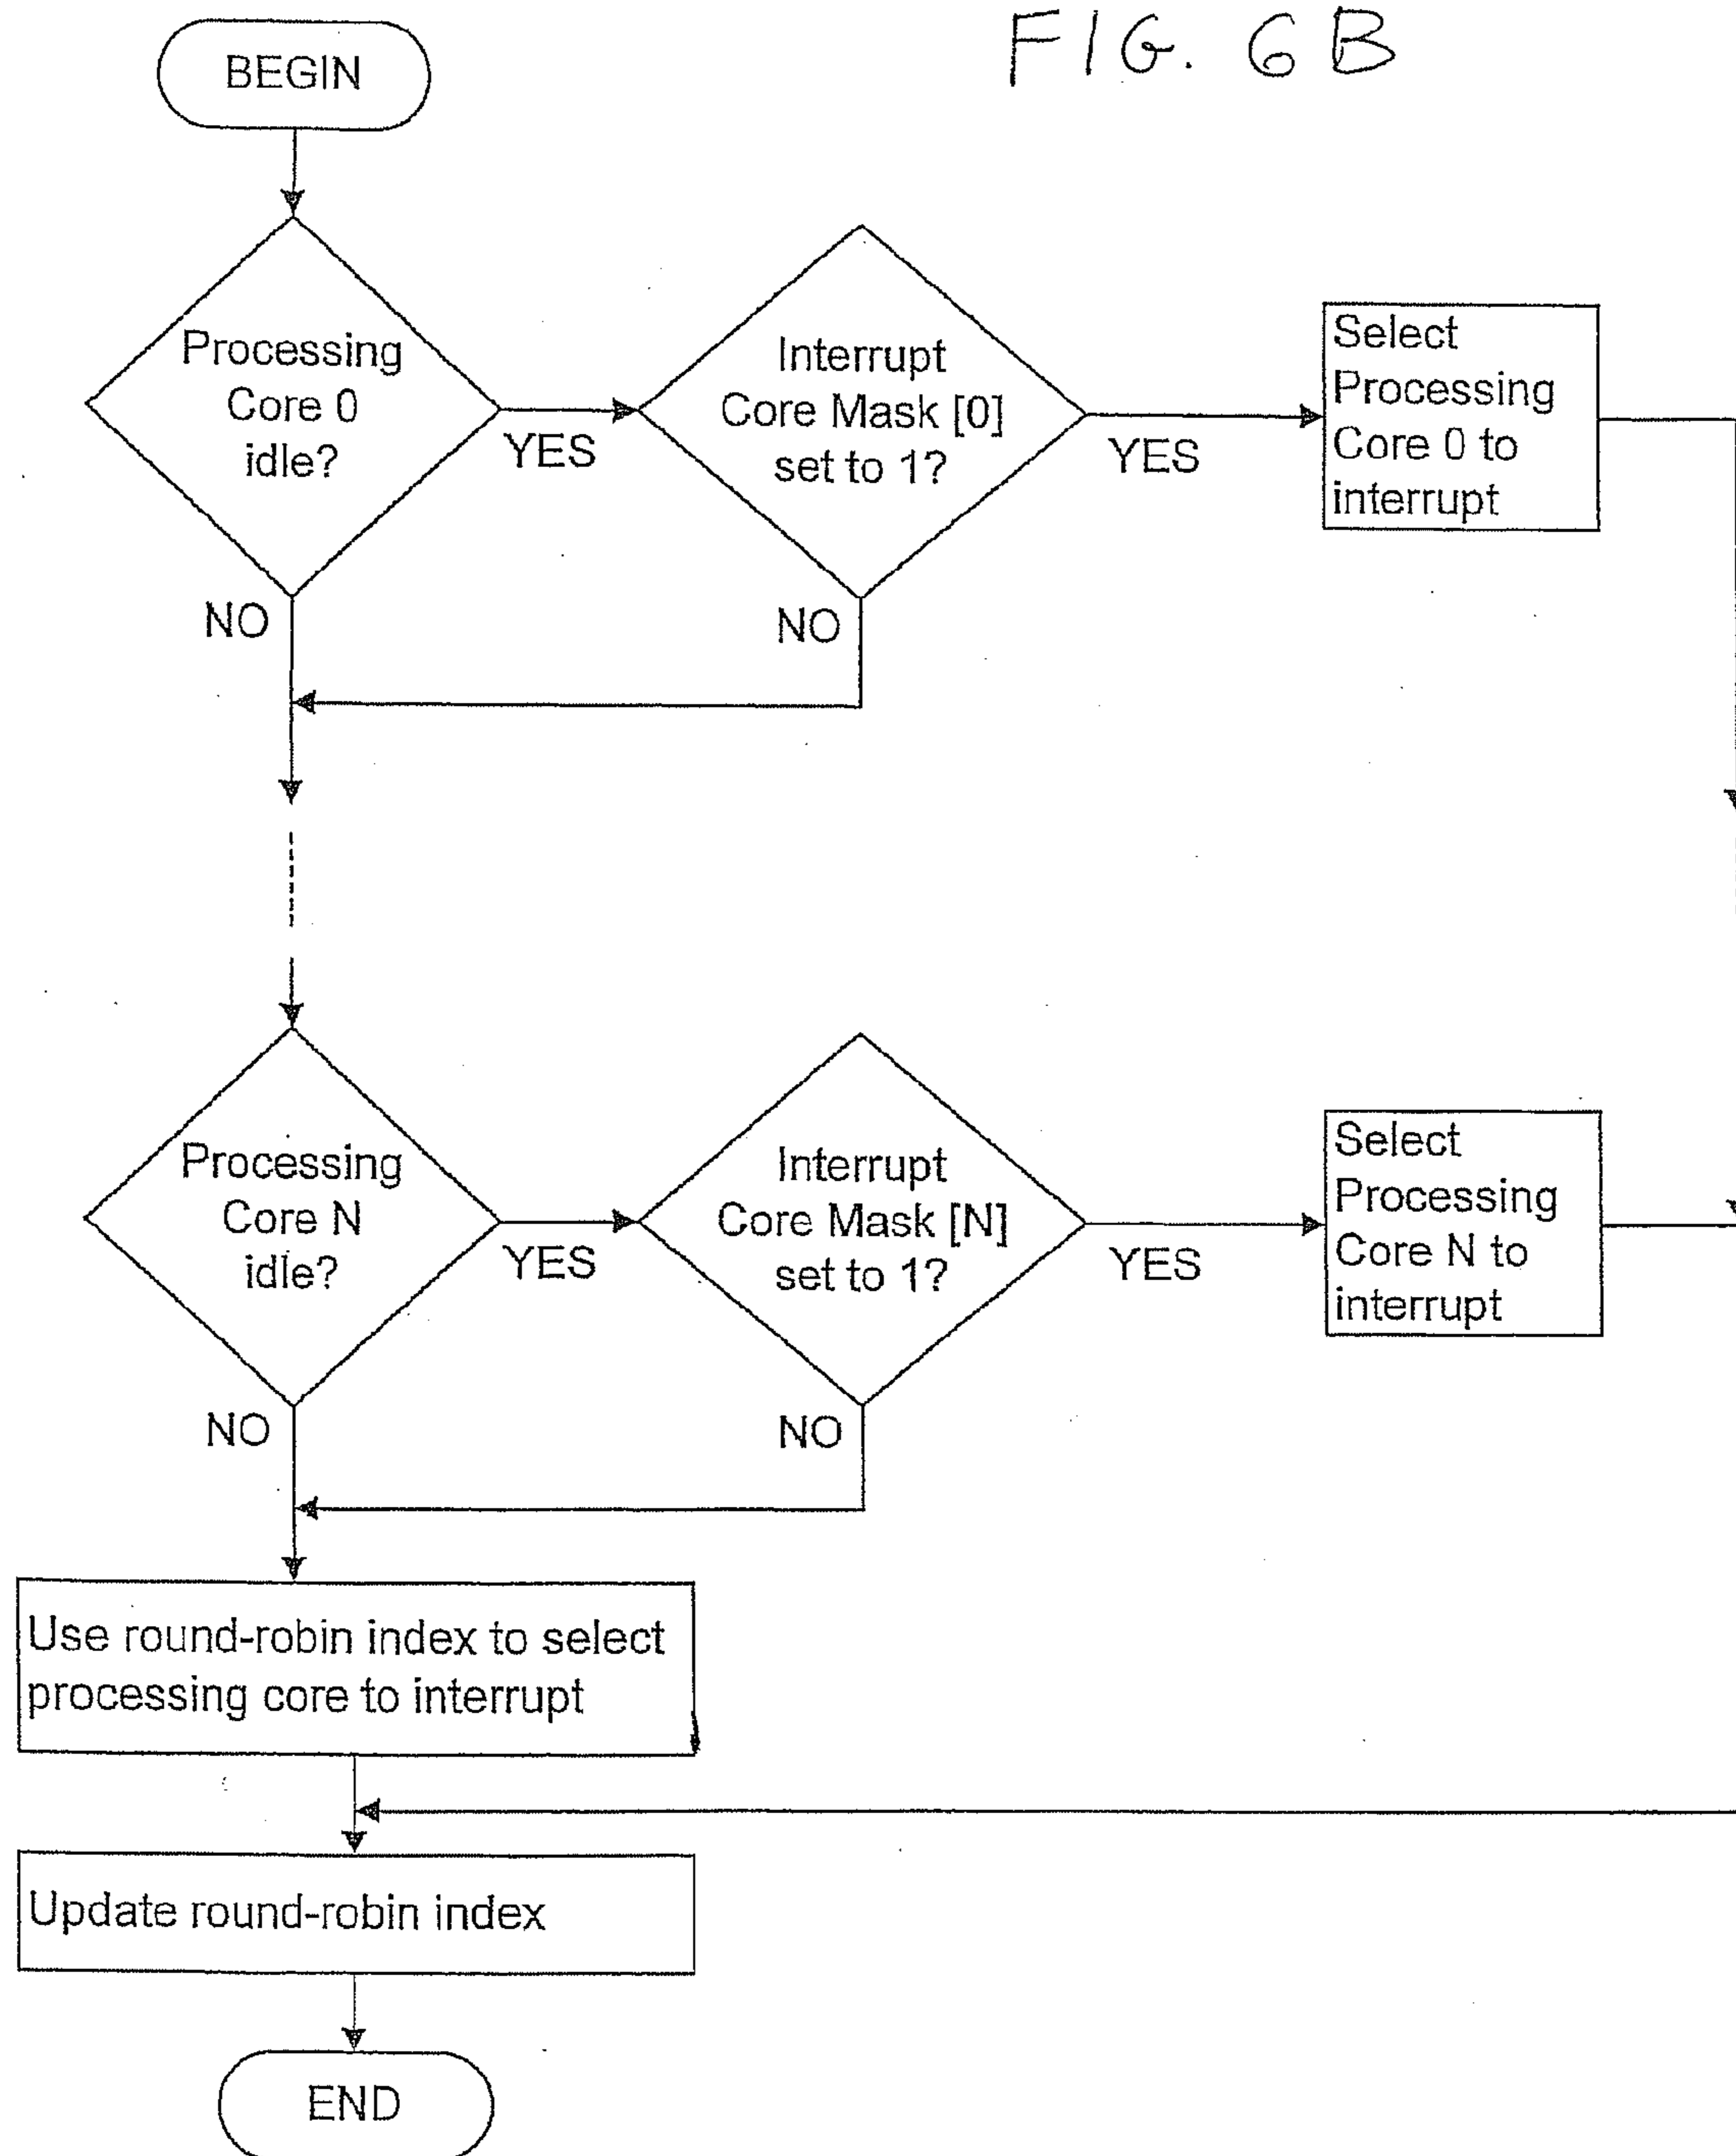 FIG. 6B
BEGIN
Processing
Core 0
idle?
YES
Interrupt
Core Mask [0]
set to 1?
YES
Select
Processing
Core 0 to
interrupt
NO
NO
Processing
Core N
idle?
YES
Interrupt
Core Mask [N]
set to 1?
YES
Select
Processing
Core N to
interrupt
NO
NO
Use round-robin index to select
processing core to interrupt
Update round-robin index
END